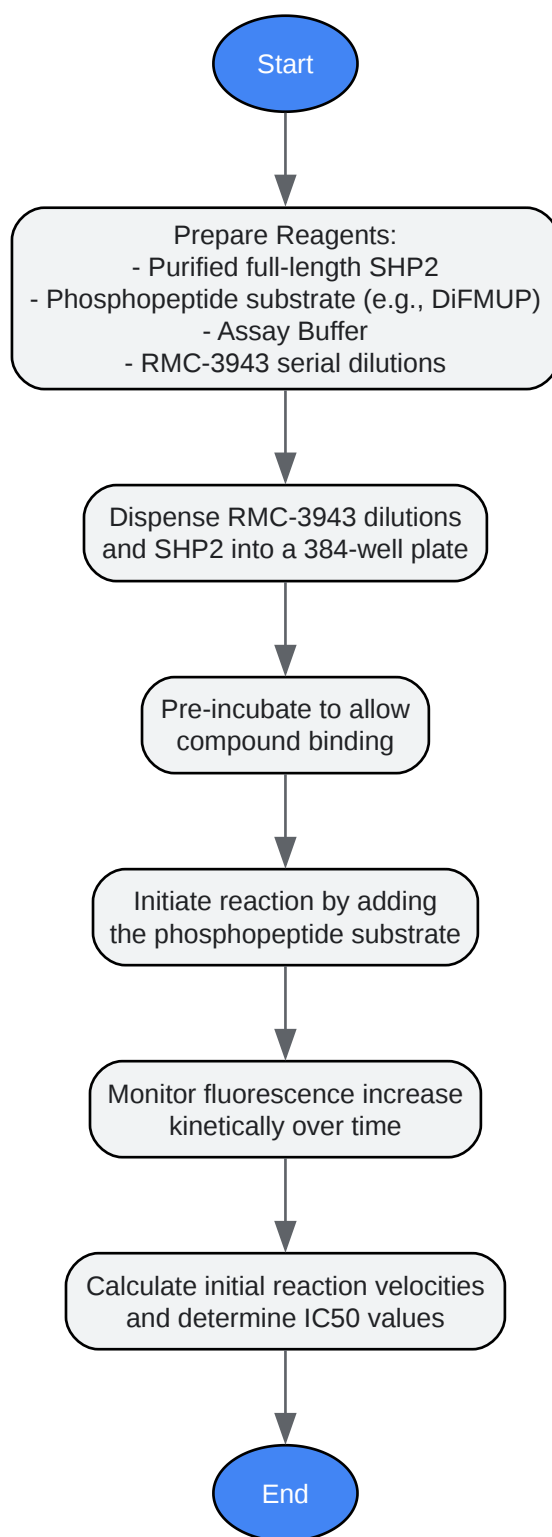 Start
Prepare Reagents:
- Purified full-length SHP2
- Phosphopeptide substrate (e.g., DiFMUP)
- Assay Buffer
- RMC-3943 serial dilutions
Dispense RMC-3943 dilutions
and SHP2 into a 384-well plate
Pre-incubate to allow
compound binding
Initiate reaction by adding
the phosphopeptide substrate
Monitor fluorescence increase
kinetically over time
Calculate initial reaction velocities
and determine IC50 values
End